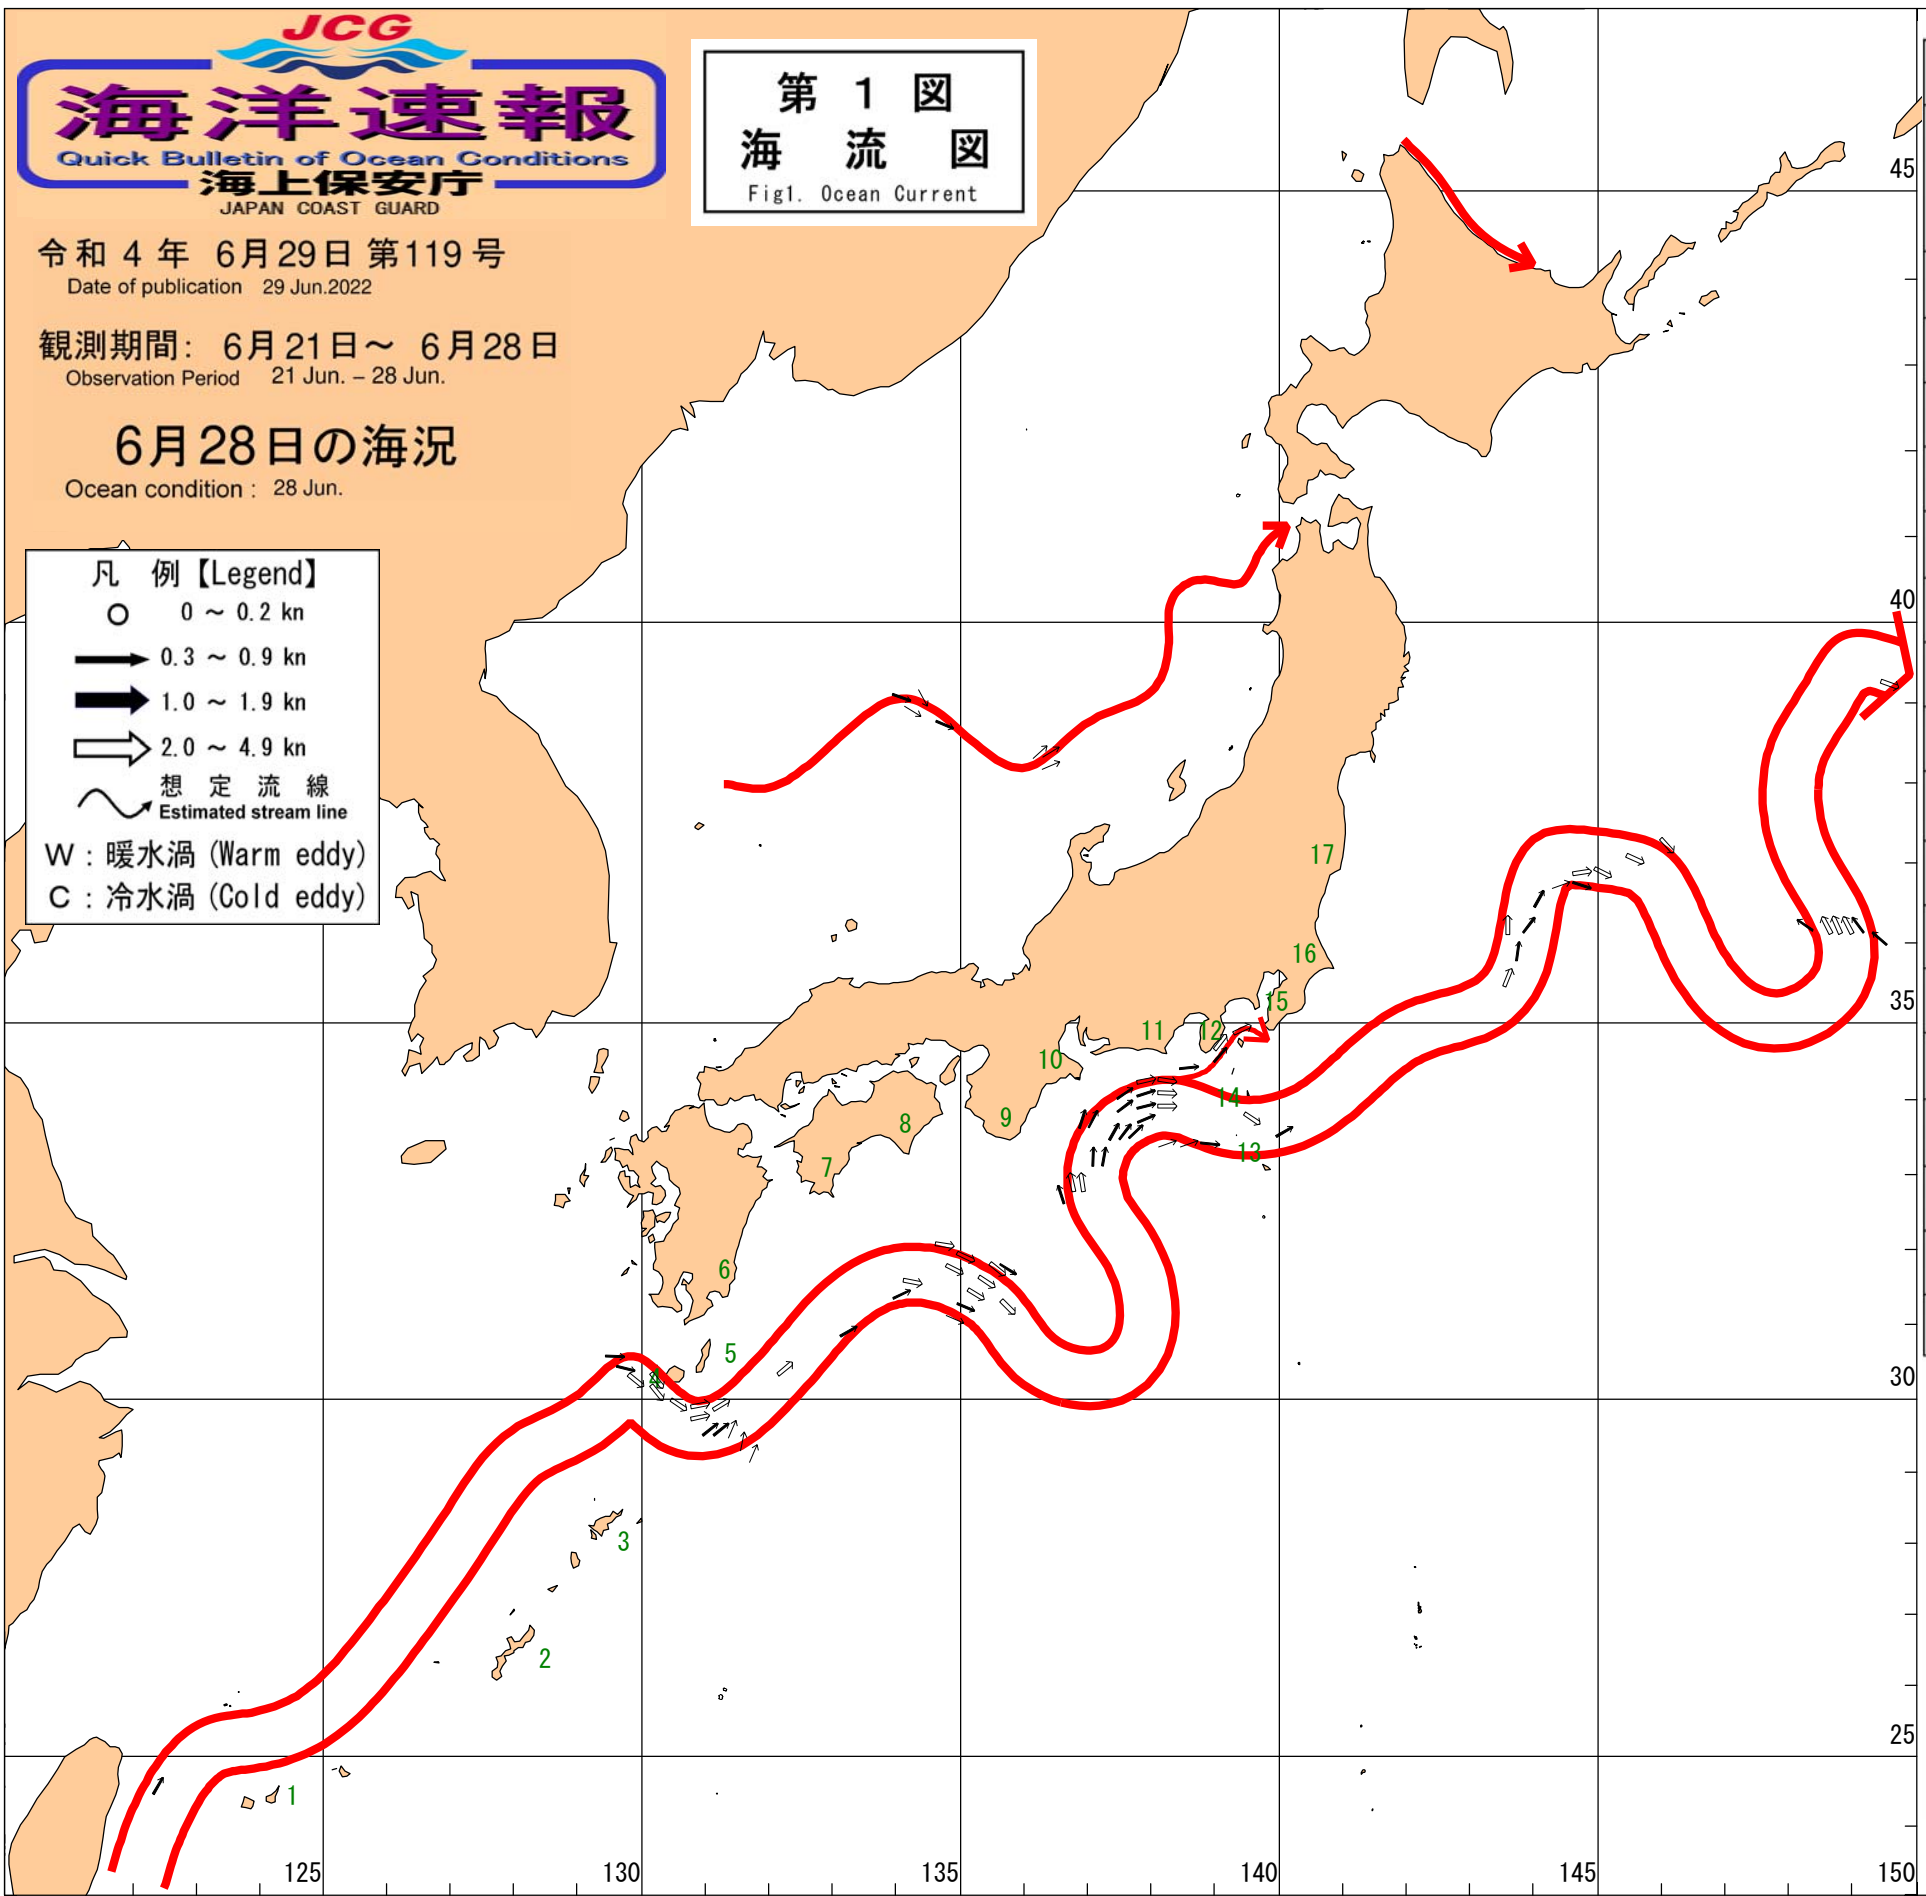 JCG
海洋速報
Quick Bulletin of Ocean Conditions
海上保安庁
JAPAN COAST GUARD
第 1 図
海 流 図
Fig1. Ocean Current
令和 4 年 6月29日 第119号
Date of publication 29 Jun.2022
観測期間: 6月21日～ 6月28日
Observation Period 21 Jun. – 28 Jun.
6月28日の海況
Ocean condition : 28 Jun.
凡 例【Legend】
0 ～ 0.2 kn
0.3 ～ 0.9 kn
1.0 ～ 1.9 kn
2.0 ～ 4.9 kn
想 定 流 線
Estimated stream line
W : 暖水渦 (Warm eddy)
C : 冷水渦 (Cold eddy)
45
40
17
16
35
15
12
11
10
14
9
8
13
7
6
5
4
30
3
2
25
1
125
130
135
140
145
150